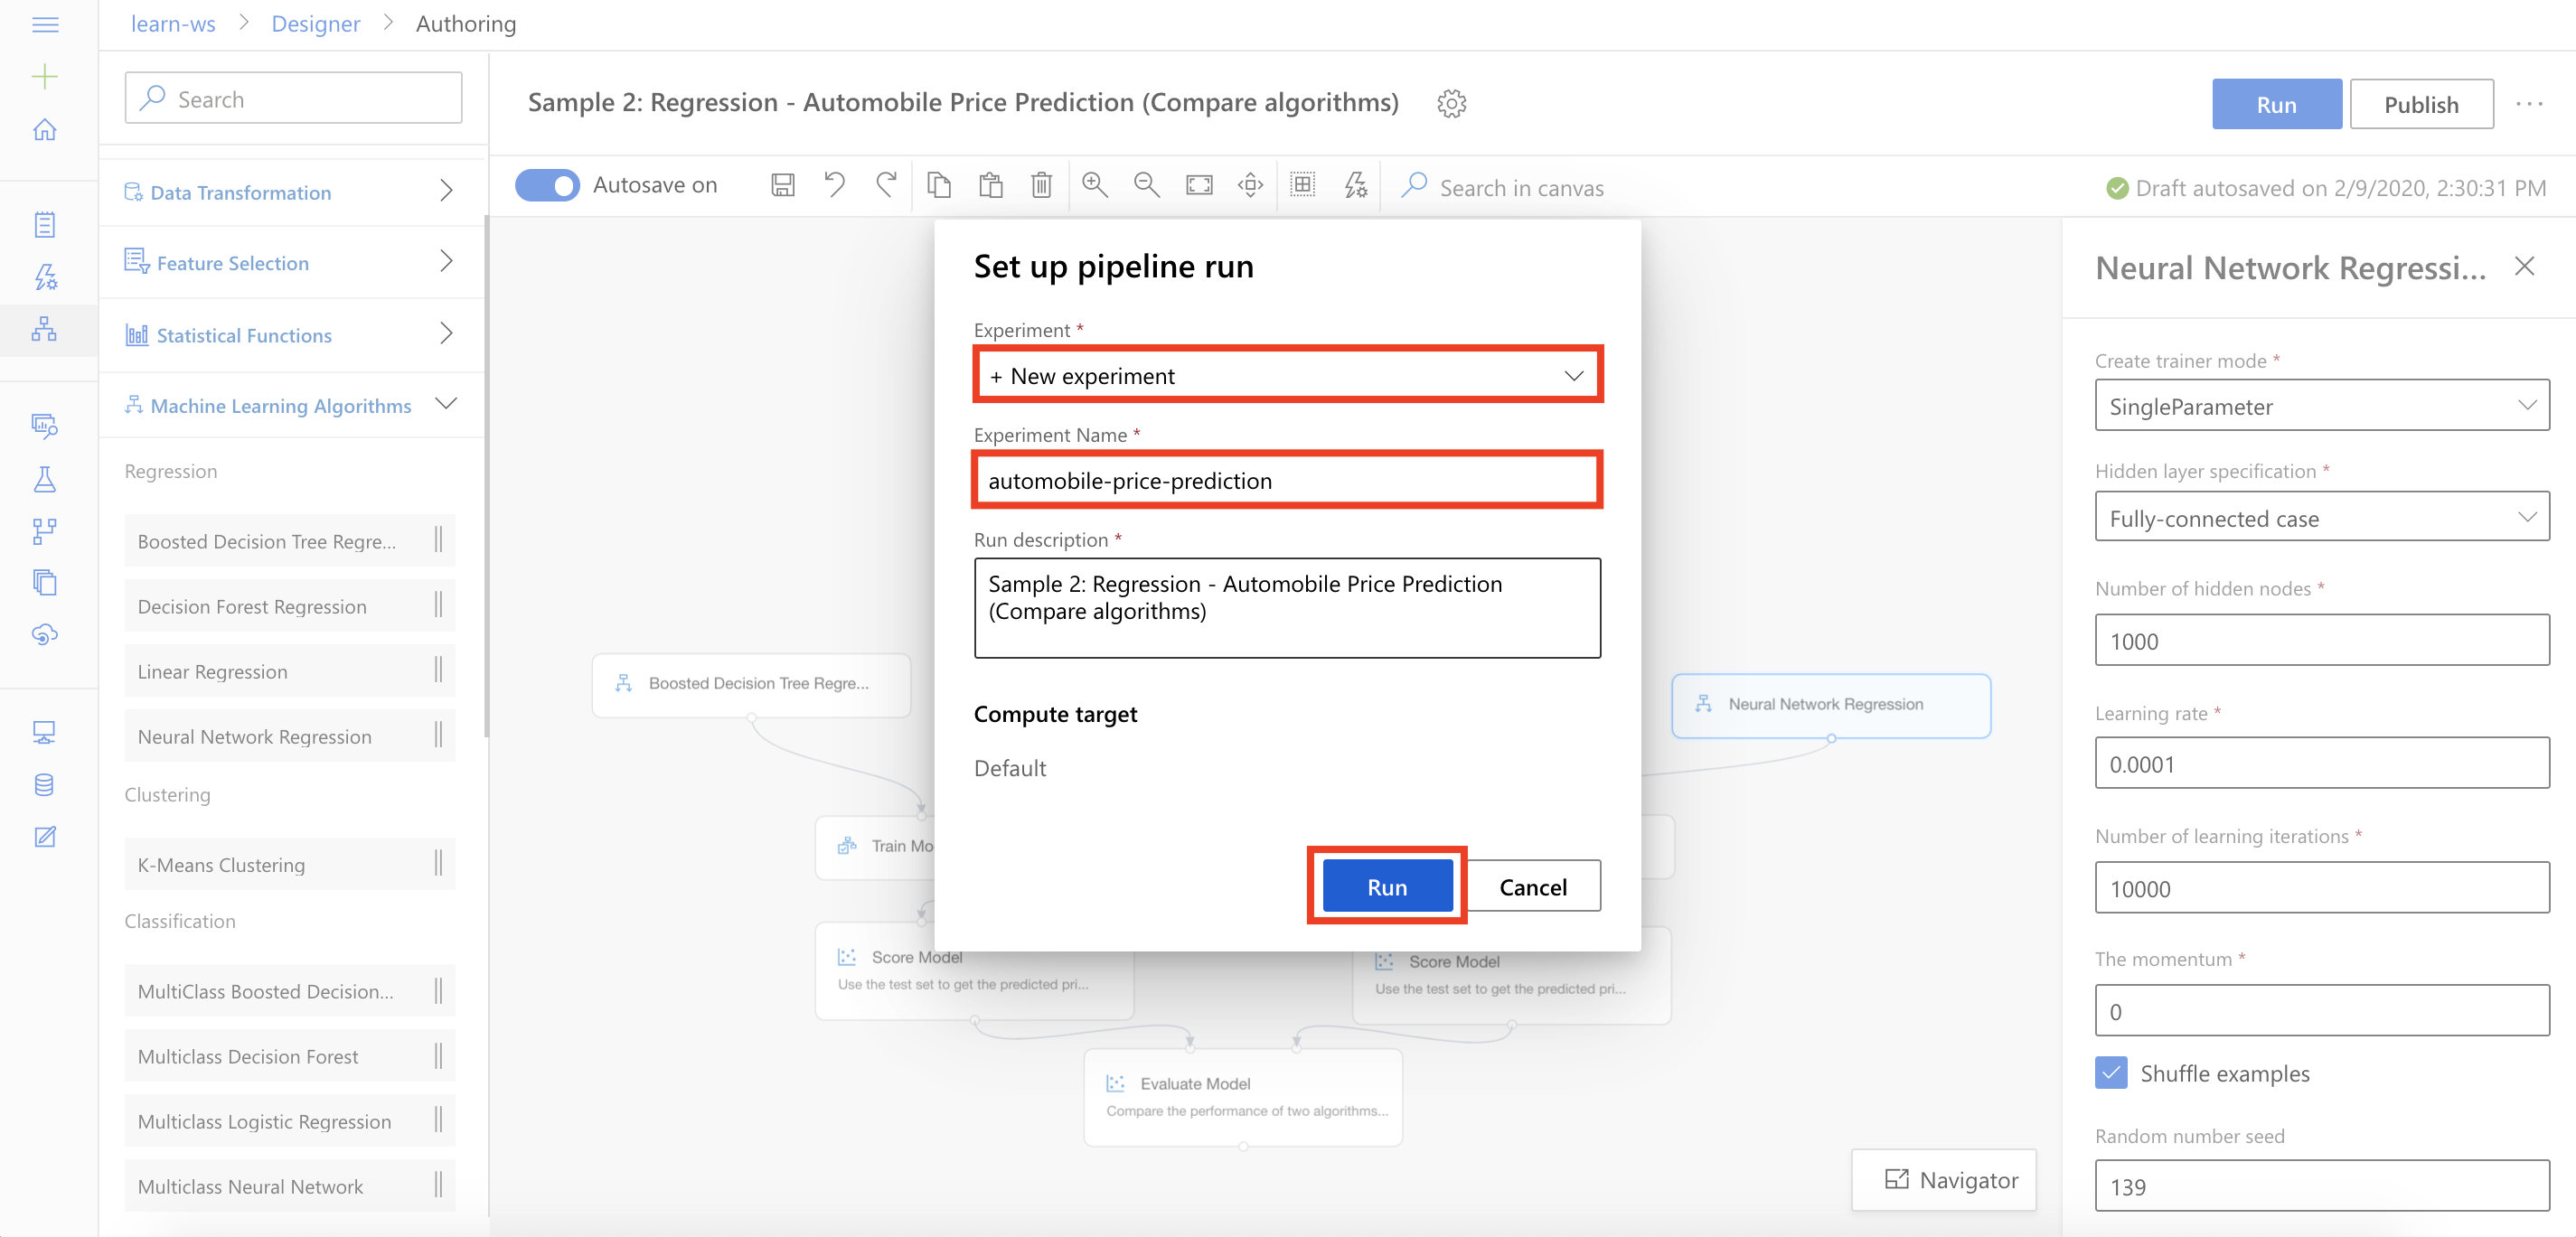 learn-ws > Designer > Authoring
Search
Data Transformation
Feature Selection
Statistical Functions
Machine Learning Algorithms
Regression
Boosted Decision Tree Regre...
Decision Forest Regression
Linear Regression
Neural Network Regression
Clustering
K-Means Clustering
Classification
MultiClass Boosted Decision...
Multiclass Decision Forest
Multiclass Logistic Regression
Multiclass Neural Network
Sample 2: Regression - Automobile Price Prediction (Compare algorithms)
Run
Publish
...
Autosave on
Search in canvas
Draft autosaved on 2/9/2020, 2:30:31 PM
Set up pipeline run
Experiment *
+ New experiment
Experiment Name *
automobile-price-prediction
Run description *
Sample 2: Regression - Automobile Price Prediction
(Compare algorithms)
Compute target
Default
Run
Cancel
Boosted Decision Tree Regre...
Neural Network Regression
Train Mo
Score Model
Use the test set to get the predicted pri...
Score Model
Use the test set to get the predicted pri...
Evaluate Model
Compare the performance of two algorithms...
Navigator
Neural Network Regressi...
Create trainer mode *
SingleParameter
Hidden layer specification *
Fully-connected case
Number of hidden nodes *
1000
Learning rate *
0.0001
Number of learning iterations *
10000
The momentum *
0
Shuffle examples
Random number seed
139